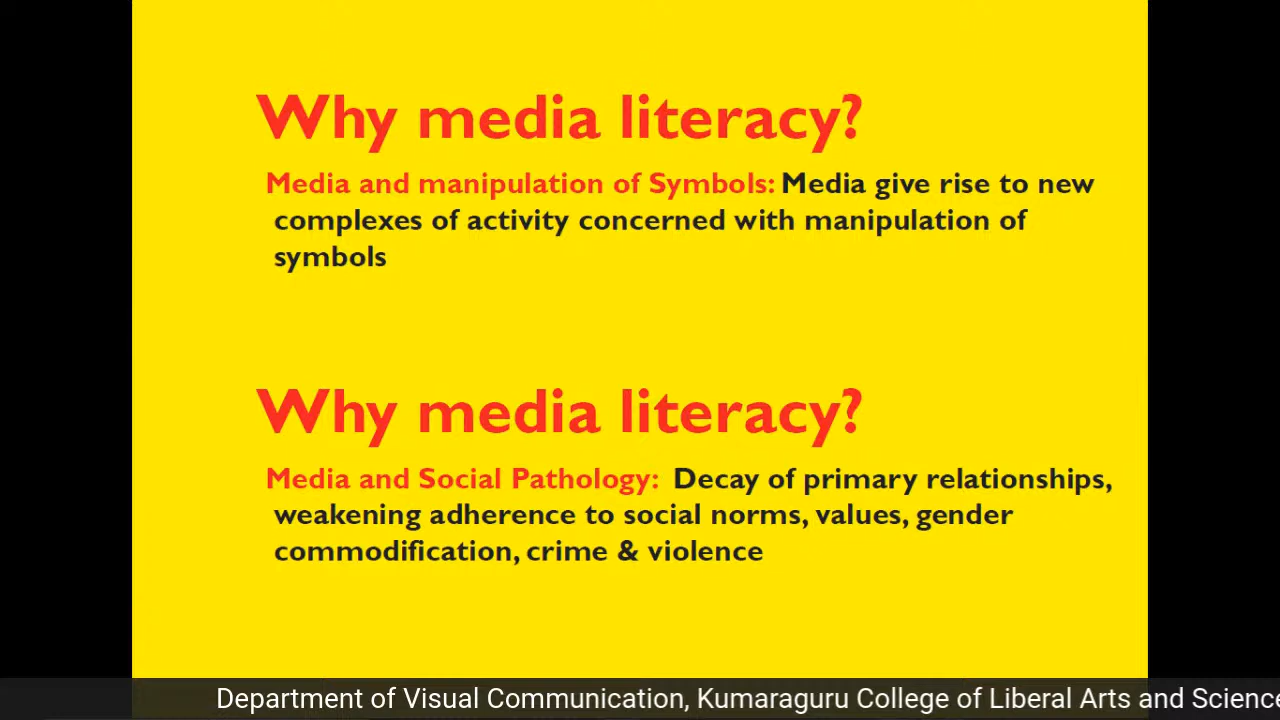 Why media literacy?
Media and manipulation of Symbols: Media give rise to new
complexes of activity concerned with manipulation of
symbols
Why media literacy?
Media and Social Pathology: Decay of primary relationships,
weakening adherence to social norms, values, gender
commodification, crime & violence
Department of Visual Communication, Kumaraguru College of Liberal Arts and Science